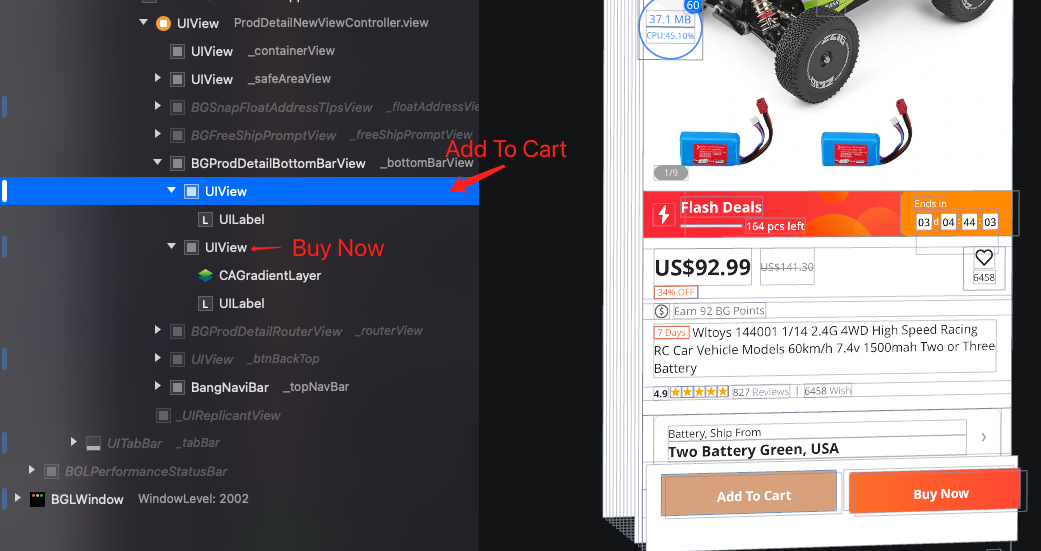 UIView ProdDetailNewViewController.view
UIView _containerView
UIView _safeAreaView
BGSnapFloatAddressTIpsView _floatAddressVie
BGFreeShipPromptView _freeShipPromptView
BGProdDetailBottomBarView _bottomBarView
Add To Cart
UIView
L UILabel
UIView
Buy Now
CAGradientLayer
L UILabel
BGProdDetailRouterView _routerView
UIView _btnBackTop
BangNaviBar _topNavBar
_UIReplicantView
UITabBar _tabBar
BGLPerformanceStatusBar
BGLWindow WindowLevel: 2002
60
37.1 MB
CPU:45.10%
1/9
Flash Deals
164 pcs left
Ends in
03 d 04 : 44 : 03
US$92.99 US$141.30
6458
34% OFF
$ Earn 92 BG Points
7 Days Wltoys 144001 1/14 2.4G 4WD High Speed Racing
RC Car Vehicle Models 60km/h 7.4v 1500mah Two or Three
Battery
4.9 827 Reviews | 6458 Wish
Battery, Ship From
Two Battery Green, USA
Add To Cart
Buy Now